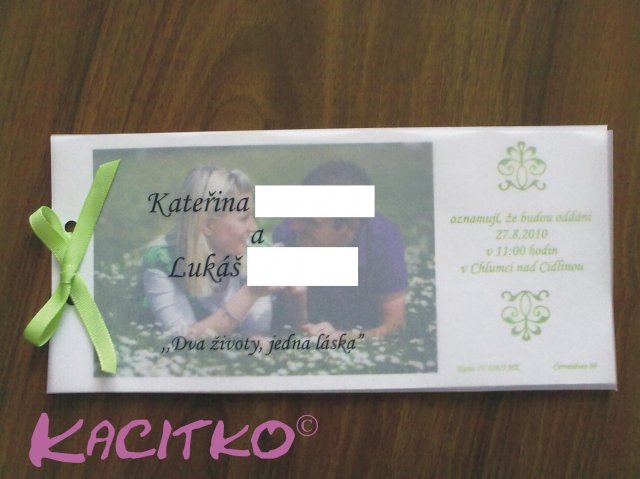 Kateřina
a
Lukáš
,,Dva životy, jedna láska"
oznamují, že budou oddáni
27.8.2010
v 11:00 hodin
v Chlumci nad Cidlinou
KACITKO©